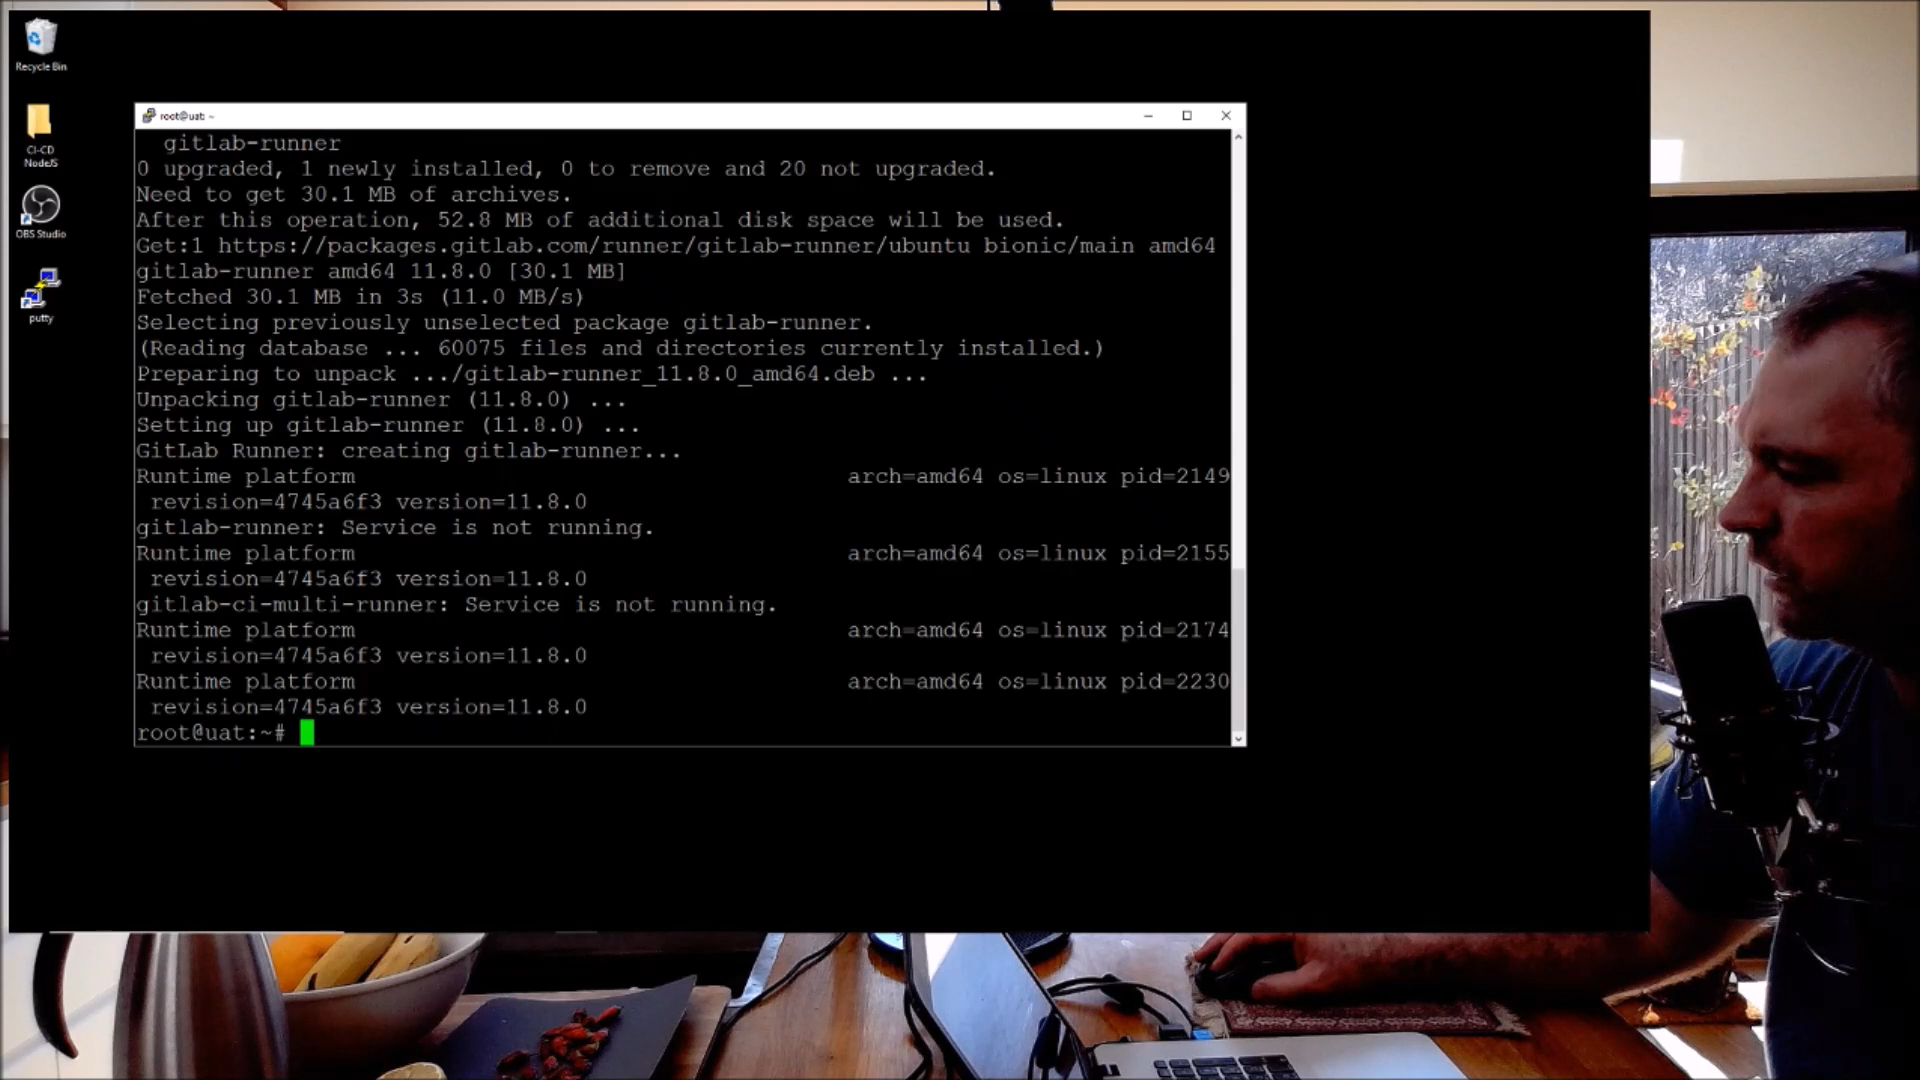 Recycle Bin
CI-CD
NodeJS
OBS Studio
putty
root@uat: ~
gitlab-runner
0 upgraded, 1 newly installed, 0 to remove and 20 not upgraded.
Need to get 30.1 MB of archives.
After this operation, 52.8 MB of additional disk space will be used.
Get:1 https://packages.gitlab.com/runner/gitlab-runner/ubuntu bionic/main amd64
gitlab-runner amd64 11.8.0 [30.1 MB]
Fetched 30.1 MB in 3s (11.0 MB/s)
Selecting previously unselected package gitlab-runner.
(Reading database ... 60075 files and directories currently installed.)
Preparing to unpack .../gitlab-runner_11.8.0_amd64.deb ...
Unpacking gitlab-runner (11.8.0) ...
Setting up gitlab-runner (11.8.0) ...
GitLab Runner: creating gitlab-runner...
Runtime platform arch=amd64 os=linux pid=2149
revision=4745a6f3 version=11.8.0
gitlab-runner: Service is not running.
Runtime platform arch=amd64 os=linux pid=2155
revision=4745a6f3 version=11.8.0
gitlab-ci-multi-runner: Service is not running.
Runtime platform arch=amd64 os=linux pid=2174
revision=4745a6f3 version=11.8.0
Runtime platform arch=amd64 os=linux pid=2230
revision=4745a6f3 version=11.8.0
root@uat:~#